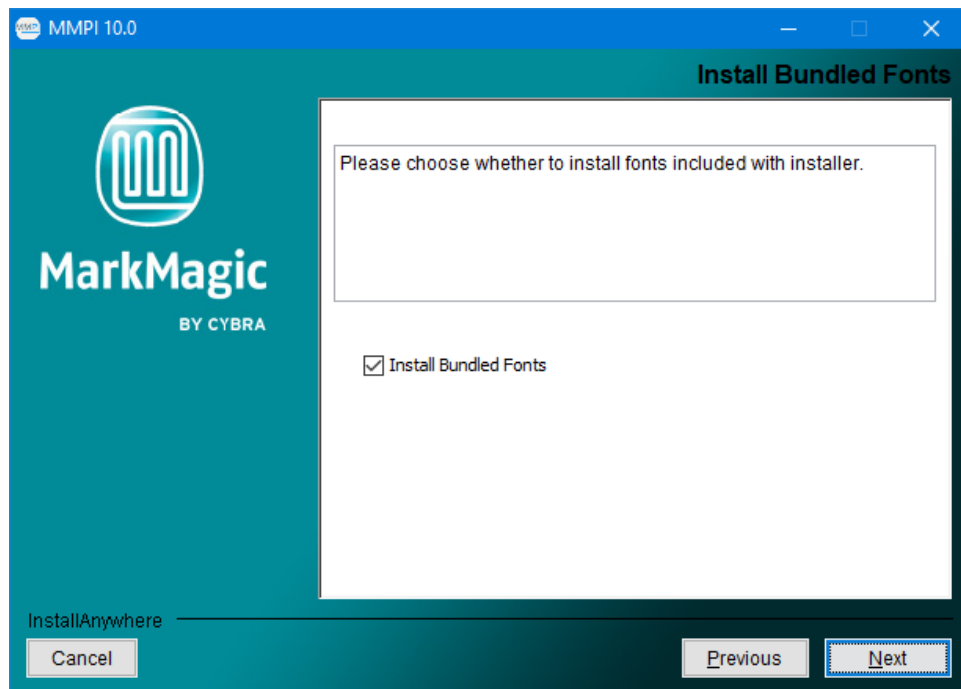 MMPI 10.0
Install Bundled Fonts
MarkMagic
BY CYBRA
Please choose whether to install fonts included with installer.
Install Bundled Fonts
InstallAnywhere
Cancel
Previous
Next